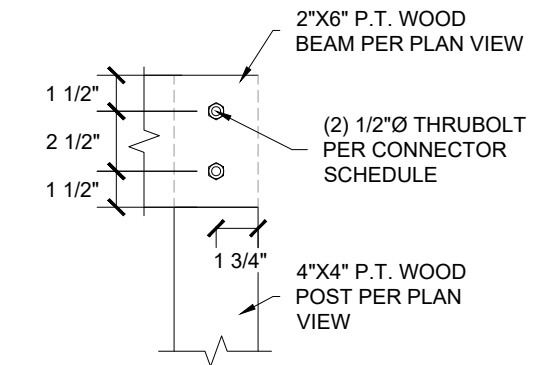 2"X6" P.T. WOOD
BEAM PER PLAN VIEW
1 1/2"
(2) 1/2"Ø THRUBOLT
PER CONNECTOR
SCHEDULE
2 1/2"
1 1/2"
1 3/4"
4"X4" P.T. WOOD
POST PER PLAN
VIEW